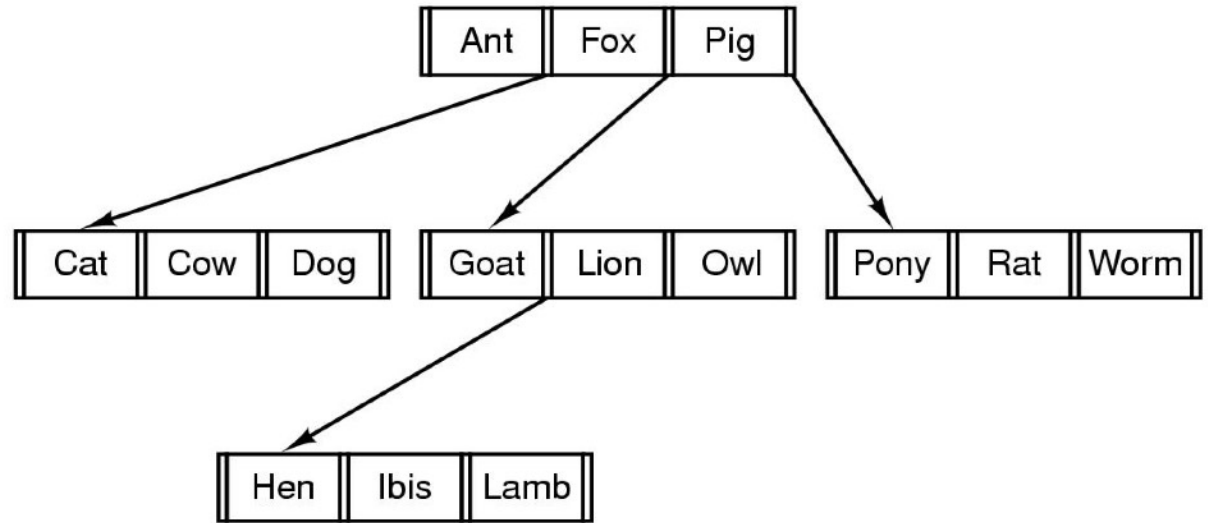 Ant Fox Pig
Cat Cow Dog Goat Lion Owl Pony Rat Worm
Hen Ibis Lamb